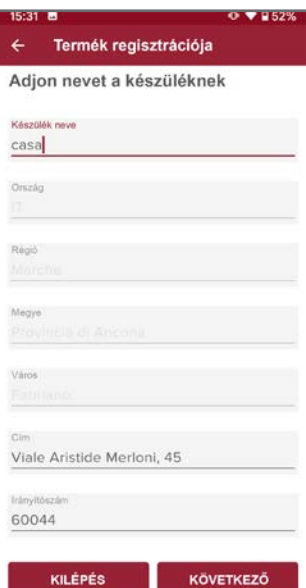 15:31 52%
Termék regisztrációja
Adjon nevet a készüléknek
Készülék neve
casa
Ország
IT
Régió
Marche
Megye
Provincia di Ancona
Város
Fabriano
Cím
Viale Aristide Merloni, 45
Irányítószám
60044
KILÉPÉS KÖVETKEZŐ